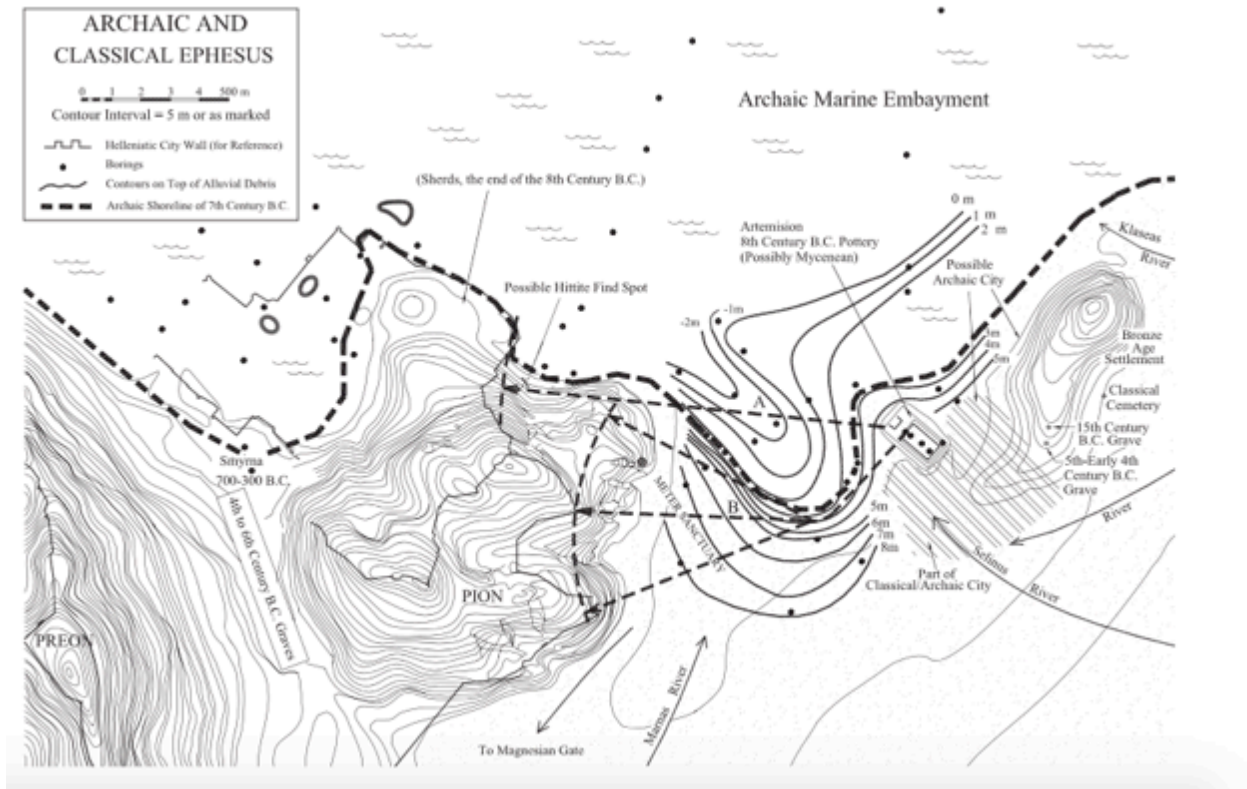 ARCHAIC AND
CLASSICAL EPHESUS
0 1 2 3 4 500 m
Contour Interval = 5 m or as marked
Hellenistic City Wall (for Reference)
Borings
Contours on Top of Alluvial Debris
Archaic Shoreline of 7th Century B.C.
Archaic Marine Embayment
(Sherds, the end of the 8th Century B.C.)
0 m
1 m
2 m
Artemision
8th Century B.C. Pottery
(Possibly Mycenean)
Klaseas
River
Possible
Archaic City
Possible Hittite Find Spot
-1m
-2m
3m
4m
5m
Bronze
Age
Settlement
Classical
Cemetery
A
15th Century
B.C. Grave
5th-Early 4th
Century B.C.
Grave
Smyrna
700-300 B.C.
4th to 6th Century B.C. Graves
METER SANCTUARY
B
5m
6m
7m
8m
River
Selinus
River
Part of
Classical/Archaic City
PION
PREON
Marnas River
To Magnesian Gate